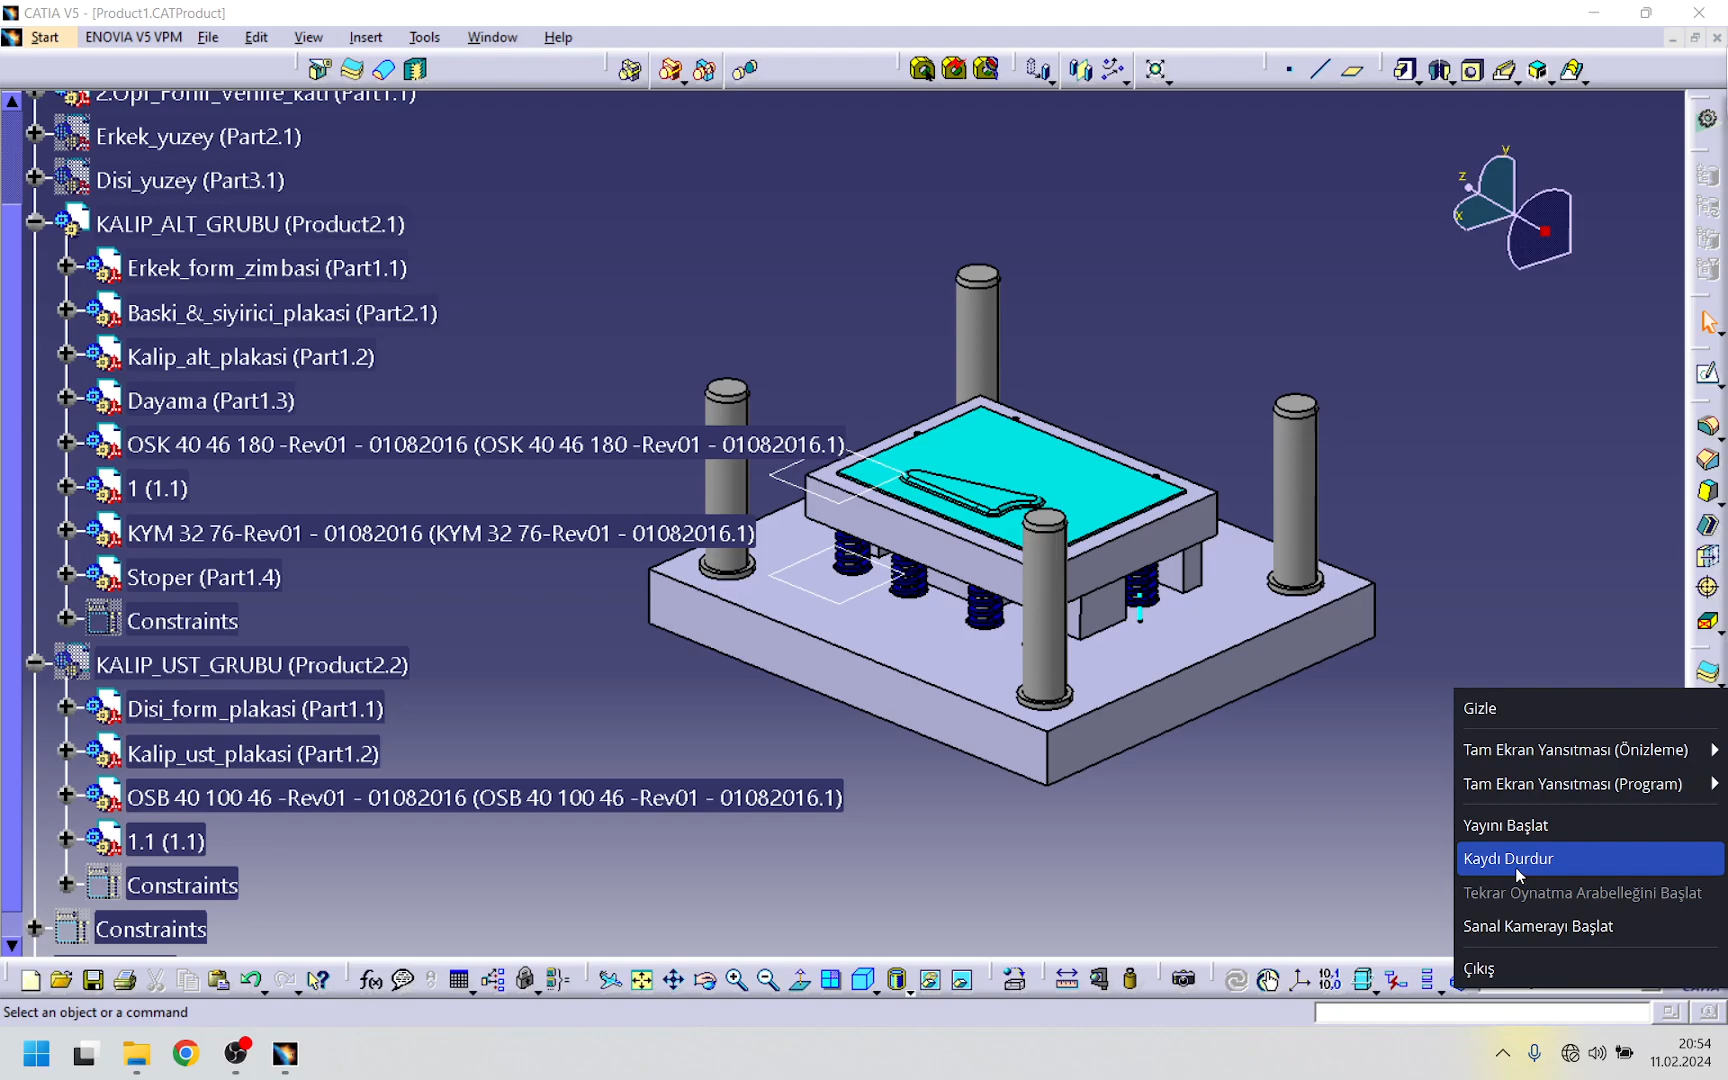 CATIA V5 - [Product1.CATProduct]
Start ENOVIA V5 VPM File Edit View Insert Tools Window Help
2.Opr_Form_verilre_kati (Part1.1)
Erkek_yuzey (Part2.1)
Disi_yuzey (Part3.1)
KALIP_ALT_GRUBU (Product2.1)
Erkek_form_zimbasi (Part1.1)
Baski_&_siyirici_plakasi (Part2.1)
Kalip_alt_plakasi (Part1.2)
Dayama (Part1.3)
OSK 40 46 180 -Rev01 - 01082016 (OSK 40 46 180 -Rev01 - 01082016.1)
1 (1.1)
KYM 32 76-Rev01 - 01082016 (KYM 32 76-Rev01 - 01082016.1)
Stoper (Part1.4)
Constraints
KALIP_UST_GRUBU (Product2.2)
Disi_form_plakasi (Part1.1)
Kalip_ust_plakasi (Part1.2)
OSB 40 100 46 -Rev01 - 01082016 (OSB 40 100 46 -Rev01 - 01082016.1)
1.1 (1.1)
Constraints
Constraints
y
z
x
Gizle
Tam Ekran Yansıtması (Önizleme)
Tam Ekran Yansıtması (Program)
Yayını Başlat
Kaydı Durdur
Tekrar Oynatma Arabelleğini Başlat
Sanal Kamerayı Başlat
Çıkış
Select an object or a command
20:54
11.02.2024